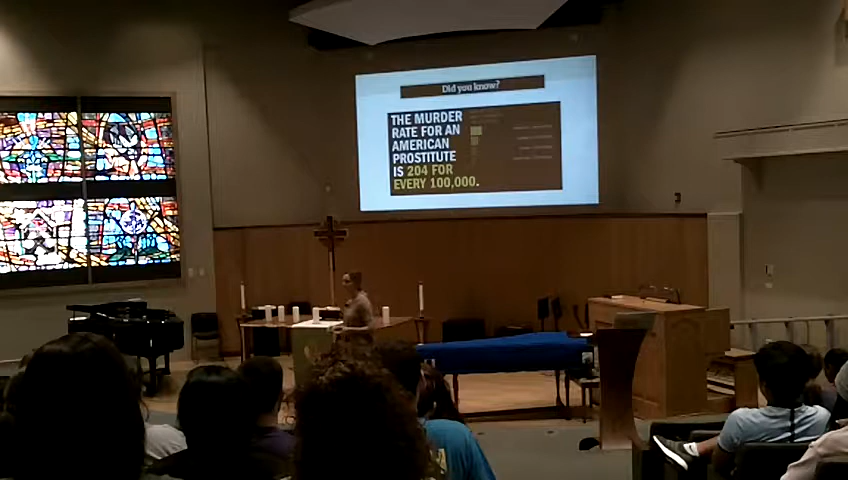 Did you know?
THE MURDER
RATE FOR AN
AMERICAN
PROSTITUTE
IS 204 FOR
EVERY 100,000.